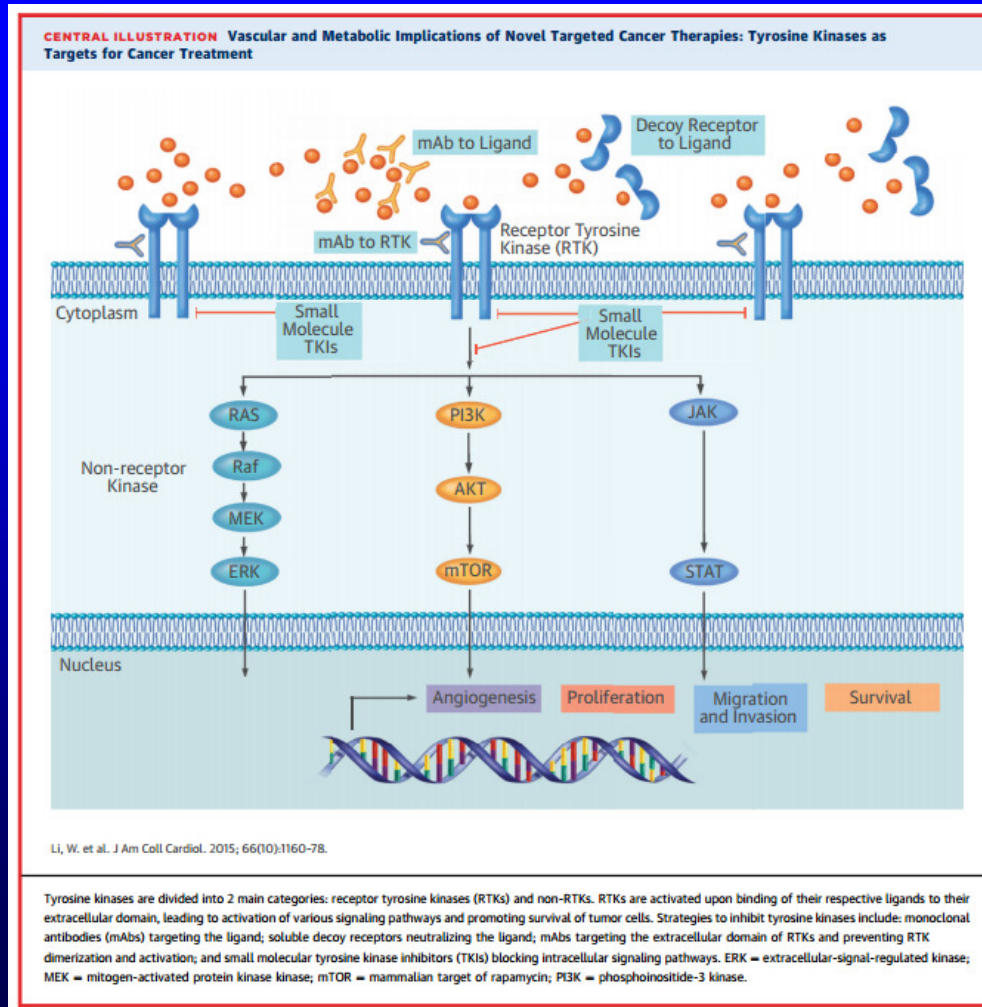 CENTRAL ILLUSTRATION Vascular and Metabolic Implications of Novel Targeted Cancer Therapies: Tyrosine Kinases as
Targets for Cancer Treatment
mAb to Ligand
Decoy Receptor
to Ligand
mAb to RTK
Receptor Tyrosine
Kinase (RTK)
Cytoplasm
Small
Molecule
TKIs
Small
Molecule
TKIs
RAS
PI3K
JAK
Non-receptor
Kinase
Raf
AKT
MEK
ERK
mTOR
STAT
Nucleus
Angiogenesis
Proliferation
Migration
and Invasion
Survival
Li, W. et al. J Am Coll Cardiol. 2015; 66(10):1160–78.
Tyrosine kinases are divided into 2 main categories: receptor tyrosine kinases (RTKs) and non-RTKs. RTKs are activated upon binding of their respective ligands to their
extracellular domain, leading to activation of various signaling pathways and promoting survival of tumor cells. Strategies to inhibit tyrosine kinases include: monoclonal
antibodies (mAbs) targeting the ligand; soluble decoy receptors neutralizing the ligand; mAbs targeting the extracellular domain of RTKs and preventing RTK
dimerization and activation; and small molecular tyrosine kinase inhibitors (TKIs) blocking intracellular signaling pathways. ERK = extracellular-signal-regulated kinase;
MEK = mitogen-activated protein kinase kinase; mTOR = mammalian target of rapamycin; PI3K = phosphoinositide-3 kinase.